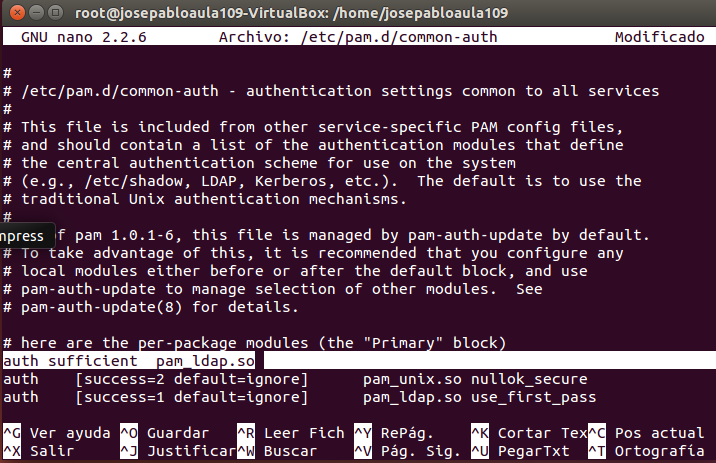 root@josepabloaula109-VirtualBox: /home/josepabloaula109
GNU nano 2.2.6 Archivo: /etc/pam.d/common-auth Modificado
#
# /etc/pam.d/common-auth - authentication settings common to all services
#
# This file is included from other service-specific PAM config files,
# and should contain a list of the authentication modules that define
# the central authentication scheme for use on the system
# (e.g., /etc/shadow, LDAP, Kerberos, etc.).  The default is to use the
# traditional Unix authentication mechanisms.
#
mpress of pam 1.0.1-6, this file is managed by pam-auth-update by default.
# To take advantage of this, it is recommended that you configure any
# local modules either before or after the default block, and use
# pam-auth-update to manage selection of other modules.  See
# pam-auth-update(8) for details.
# here are the per-package modules (the "Primary" block)
auth sufficient  pam_ldap.so
auth    [success=2 default=ignore]      pam_unix.so nullok_secure
auth    [success=1 default=ignore]      pam_ldap.so use_first_pass
^G Ver ayuda ^O Guardar ^R Leer Fich ^Y RePág. ^K Cortar Tex ^C Pos actual
^X Salir ^J Justificar ^W Buscar ^V Pág. Sig. ^U PegarTxt ^T Ortografía